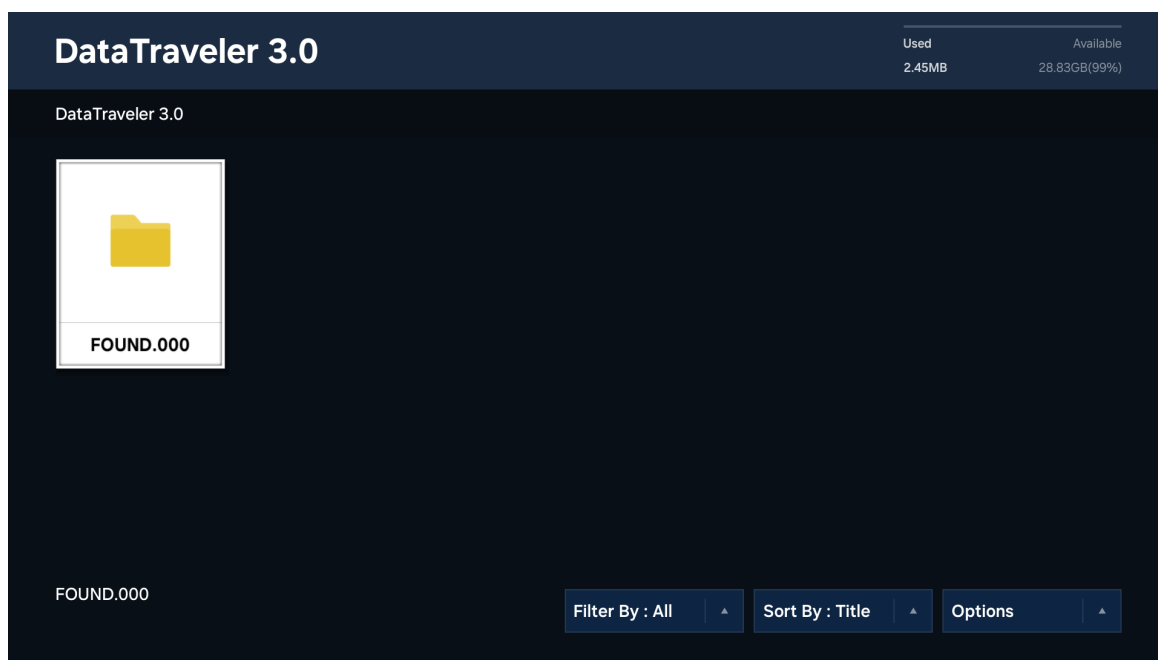 DataTraveler 3.0
Used Available
2.45MB 28.83GB(99%)
DataTraveler 3.0
FOUND.000
FOUND.000
Filter By : All ▲ Sort By : Title ▲ Options ▲